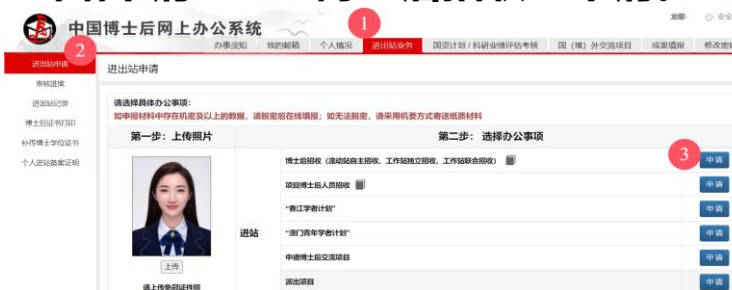 中国博士后网上办公系统
1
办事须知 我的邮箱 个人情况 进出站业务 国资计划 / 科研业绩评估考核 国（境）外交流项目 成果填报 修改密
2
进出站申请
审核进度
进出站记录
博士后证书打印
补传博士学位证书
个人进站备案证明
进出站申请
请选择具体办公事项：
如申报材料中存在机密及以上的数据，请脱密后在线填报；如无法脱密，请采用机要方式寄送纸质材料
第一步：上传照片
第二步： 选择办公事项
上传
请上传免冠证件照
进站
博士后招收（流动站自主招收、工作站独立招收、工作站联合招收）
3
申 请
项目博士后人员招收
申 请
“香江学者计划”
申 请
“澳门青年学者计划”
申 请
中德博士后交流项目
申 请
派出项目
申 请